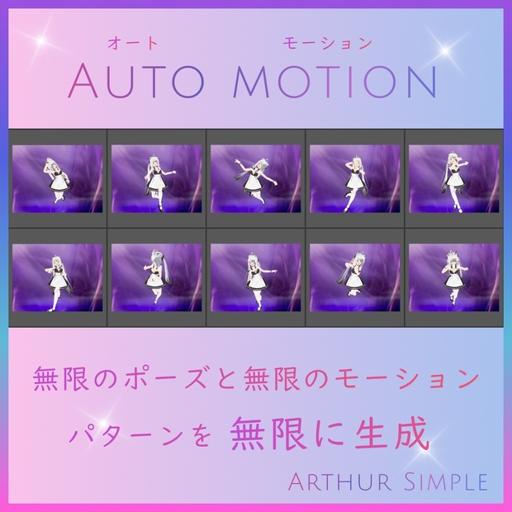 オート モーション
AUTO MOTION
無限のポーズと無限のモーション
パターンを 無限に生成
ARTHUR SIMPLE